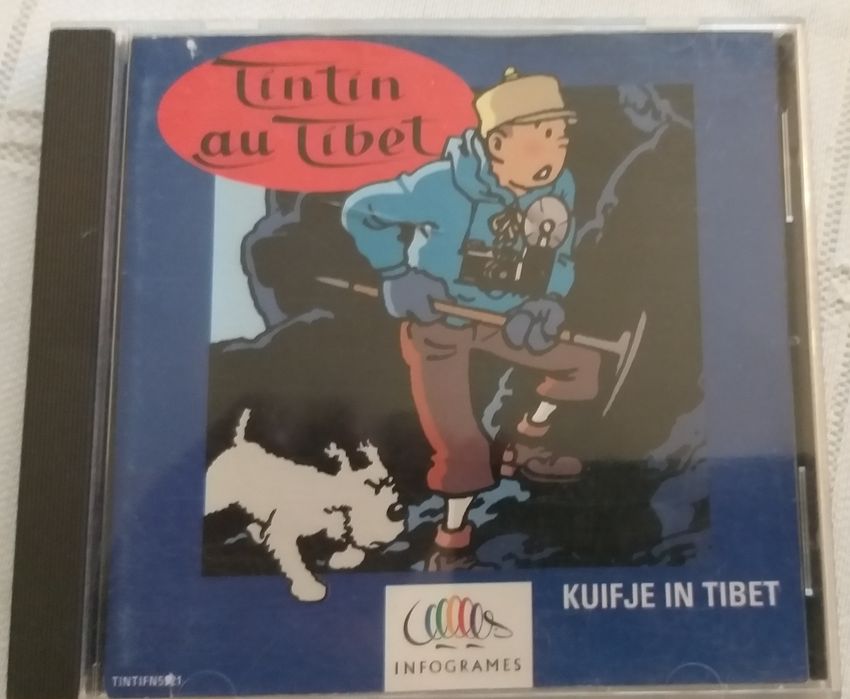 Tintin
au Tibet
KUIFJE IN TIBET
INFOGRAMES